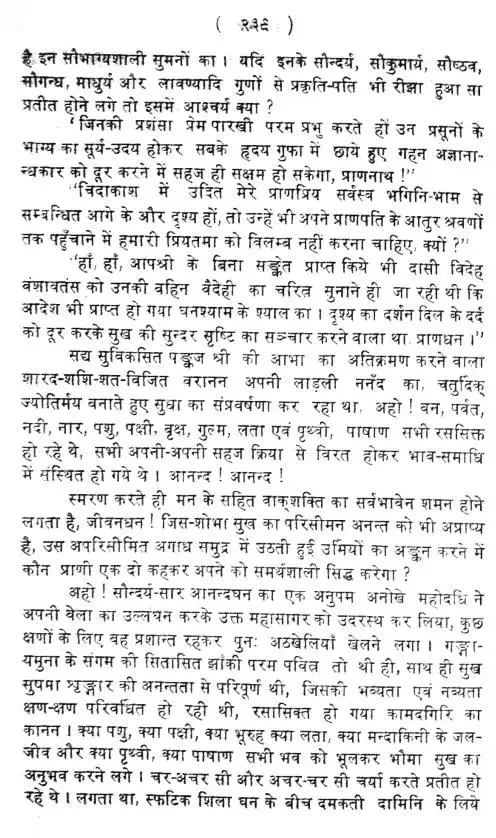 ( २३९ )
है इन सौभाग्यशाली सुमनों का । यदि इनके सौन्दर्य, सौकुमार्य, सौष्ठव,
सौगन्ध, माधुर्य और लावण्यादि गुणों से प्रकृति-पति भी रीझा हुआ सा
प्रतीत होने लगे तो इसमें आश्चर्य क्या ?
'जिनकी प्रशंसा प्रेम पारखी परम प्रभु करते हों उन प्रसूनों के
भाग्य का सूर्य-उदय होकर सबके हृदय गुफा में छाये हुए गहन अज्ञाना-
न्धकार को दूर करने में सहज ही सक्षम हो सकेगा, प्राणनाथ !"
"चिदाकाश में उदित मेरे प्राणप्रिय सर्वस्व भगिनि-भाम से
सम्बन्धित आगे के और दृश्य हों, तो उन्हें भी अपने प्राणपति के आतुर श्रवणों
तक पहुँचाने में हमारी प्रियतमा को विलम्ब नहीं करना चाहिए, क्यों ?"
"हाँ, हाँ, आपश्री के बिना सङ्केत प्राप्त किये भी दासी विदेह
वंशावतंस को उनकी बहिन वैदेही का चरित्र सुनाने ही जा रही थी कि
आदेश भी प्राप्त हो गया घनश्याम के श्याल का । दृश्य का दर्शन दिल के दर्द
को दूर करके सुख की सुन्दर सृष्टि का सञ्चार करने वाला था. प्राणधन ।"
सद्य सुविकसित पङ्कज श्री की आभा का अतिक्रमण करने वाला
शारद-शशि-शत-विजित वरानन अपनी लाड़ली ननँद का, चतुर्दिक्
ज्योतिर्मय बनाते हुए सुधा का संप्रवर्षणा कर रहा था, अहो ! वन, पर्वत,
नदी, नार, पशु, पक्षी, वृक्ष, गुल्म, लता एवं पृथ्वी, पाषाण सभी रससिक्त
हो रहे थे, सभी अपनी-अपनी सहज क्रिया से विरत होकर भाव-समाधि
में संस्थित हो गये थे । आनन्द ! आनन्द !
स्मरण करते ही मन के सहित वाक्शक्ति का सर्वभावेन शमन होने
लगता है, जीवनधन ! जिस-शोभा सुख का परिसीमन अनन्त को भी अप्राप्य
है, उस अपरिसीमित अगाध समुद्र में उठती हुई उर्मियों का अङ्कन करने में
कौन प्राणी एक दो कहकर अपने को समर्थशाली सिद्ध करेगा ?
अहो ! सौन्दर्य-सार आनन्दघन का एक अनुपम अनोखे महोदधि ने
अपनी वेला का उल्लघन करके उक्त महासागर को उदरस्थ कर लिया, कुछ
क्षणों के लिए वह प्रशान्त रहकर पुनः अठखेलियाँ खेलने लगा । गङ्गा-
यमुना के संगम की सितासित झाँकी परम पवित्र तो थी ही, साथ ही सुख
सुषमा श्रृङ्गार की अनन्तता से परिपूर्ण थी, जिसकी भव्यता एवं नव्यता
क्षण-क्षण परिवर्धित हो रही थी, रसासिक्त हो गया कामदगिरि का
कानन । क्या पशु, क्या पक्षी, क्या भूरुह क्या लता, क्या मन्दाकिनी के जल-
जीव और क्या पृथ्वी, क्या पाषाण सभी भव को भूलकर भौमा सुख का
अनुभव करने लगे । चर-अचर सी और अचर-चर सी चर्या करते प्रतीत हो
रहे थे । लगता था, स्फटिक शिला घन के बीच दमकती दामिनि के लिये